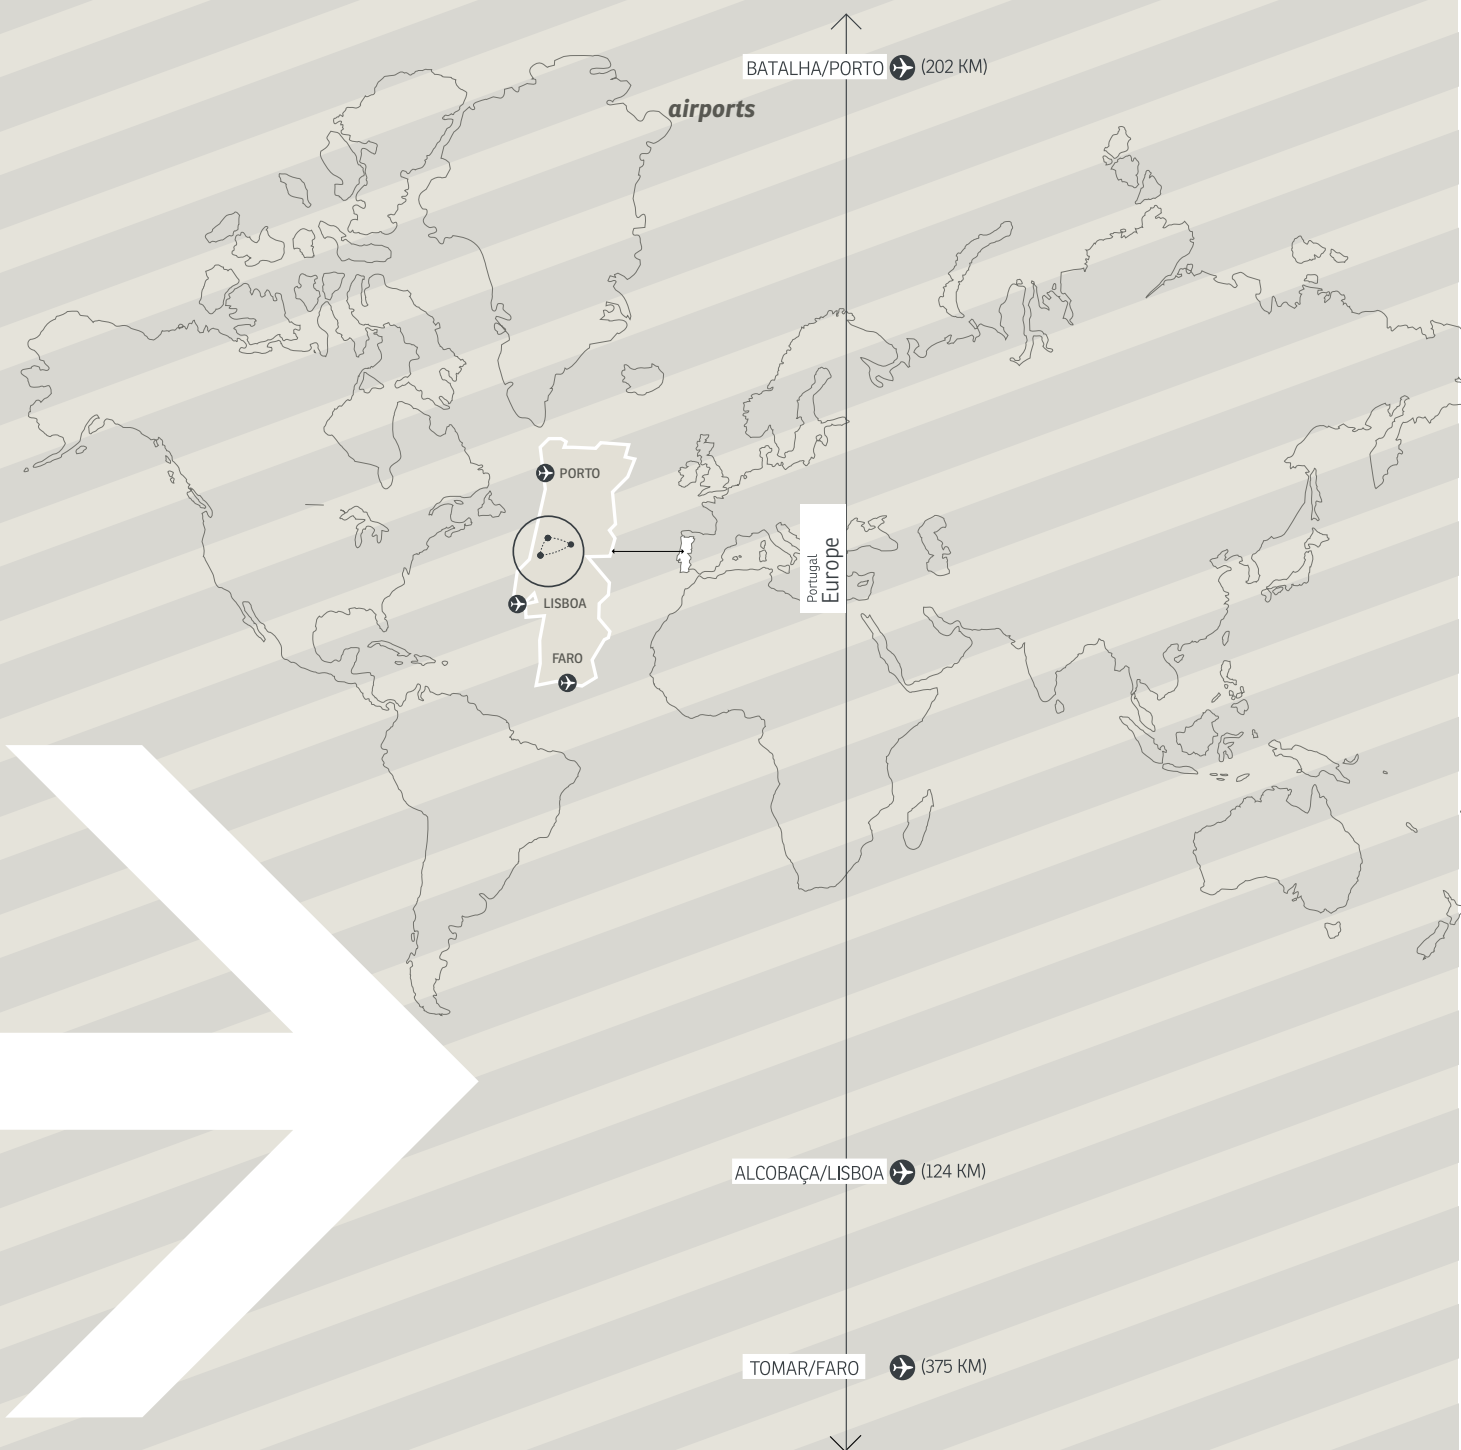 BATALHA/PORTO (202 KM)
airports
PORTO
LISBOA
FARO
Portugal
Europe
ALCOBAÇA/LISBOA (124 KM)
TOMAR/FARO (375 KM)